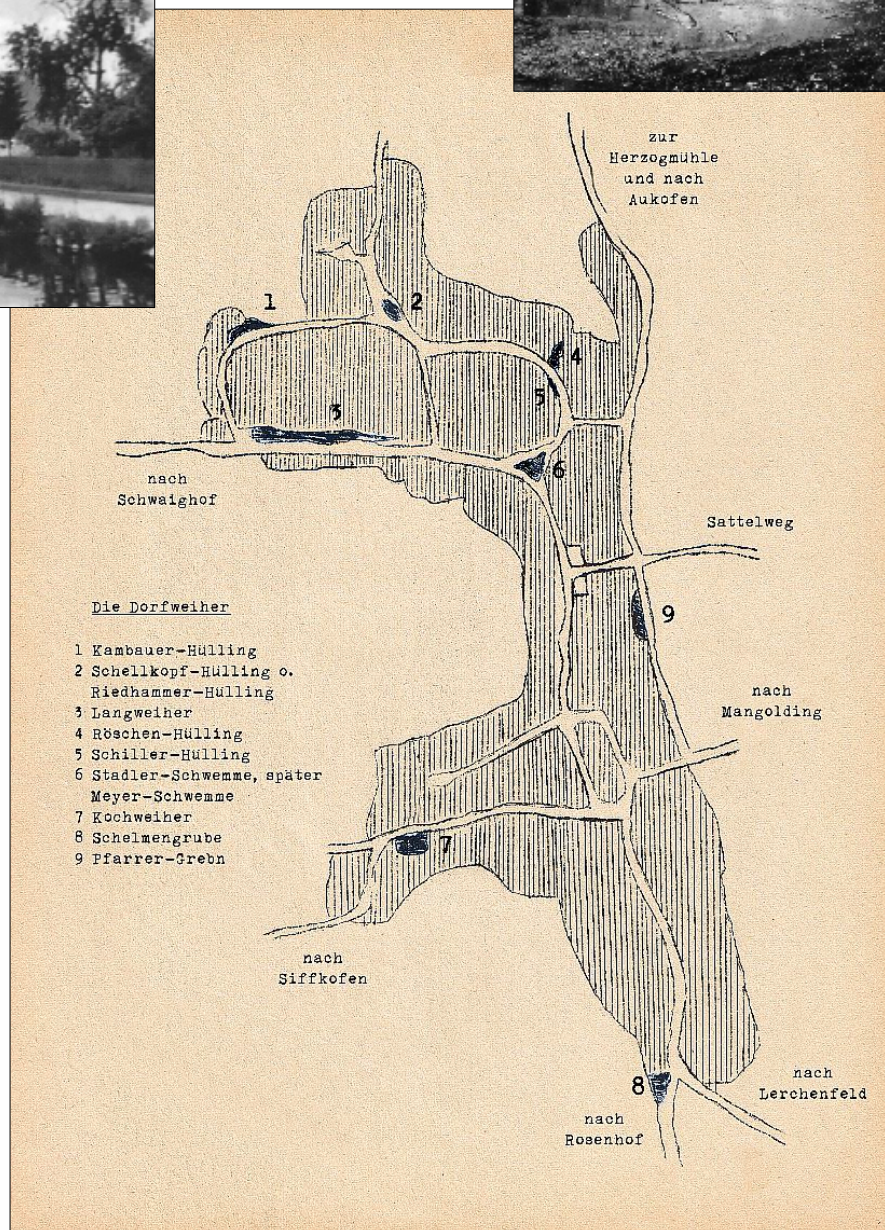 zur
Herzogmühle
und nach
Aukofen
1
2
3
4
5
6
nach
Schwaighof
Sattelweg
9
nach
Mangolding
Die Dorfweiher
1 Kambauer-Hülling
2 Schellkopf-Hülling o.
Riedhammer-Hülling
3 Langweiher
4 Röschen-Hülling
5 Schiller-Hülling
6 Stadler-Schwemme, später
Meyer-Schwemme
7 Kochweiher
8 Schelmengrube
9 Pfarrer-Grebn
7
nach
Siffkofen
8
nach
Rosenhof
nach
Lerchenfeld